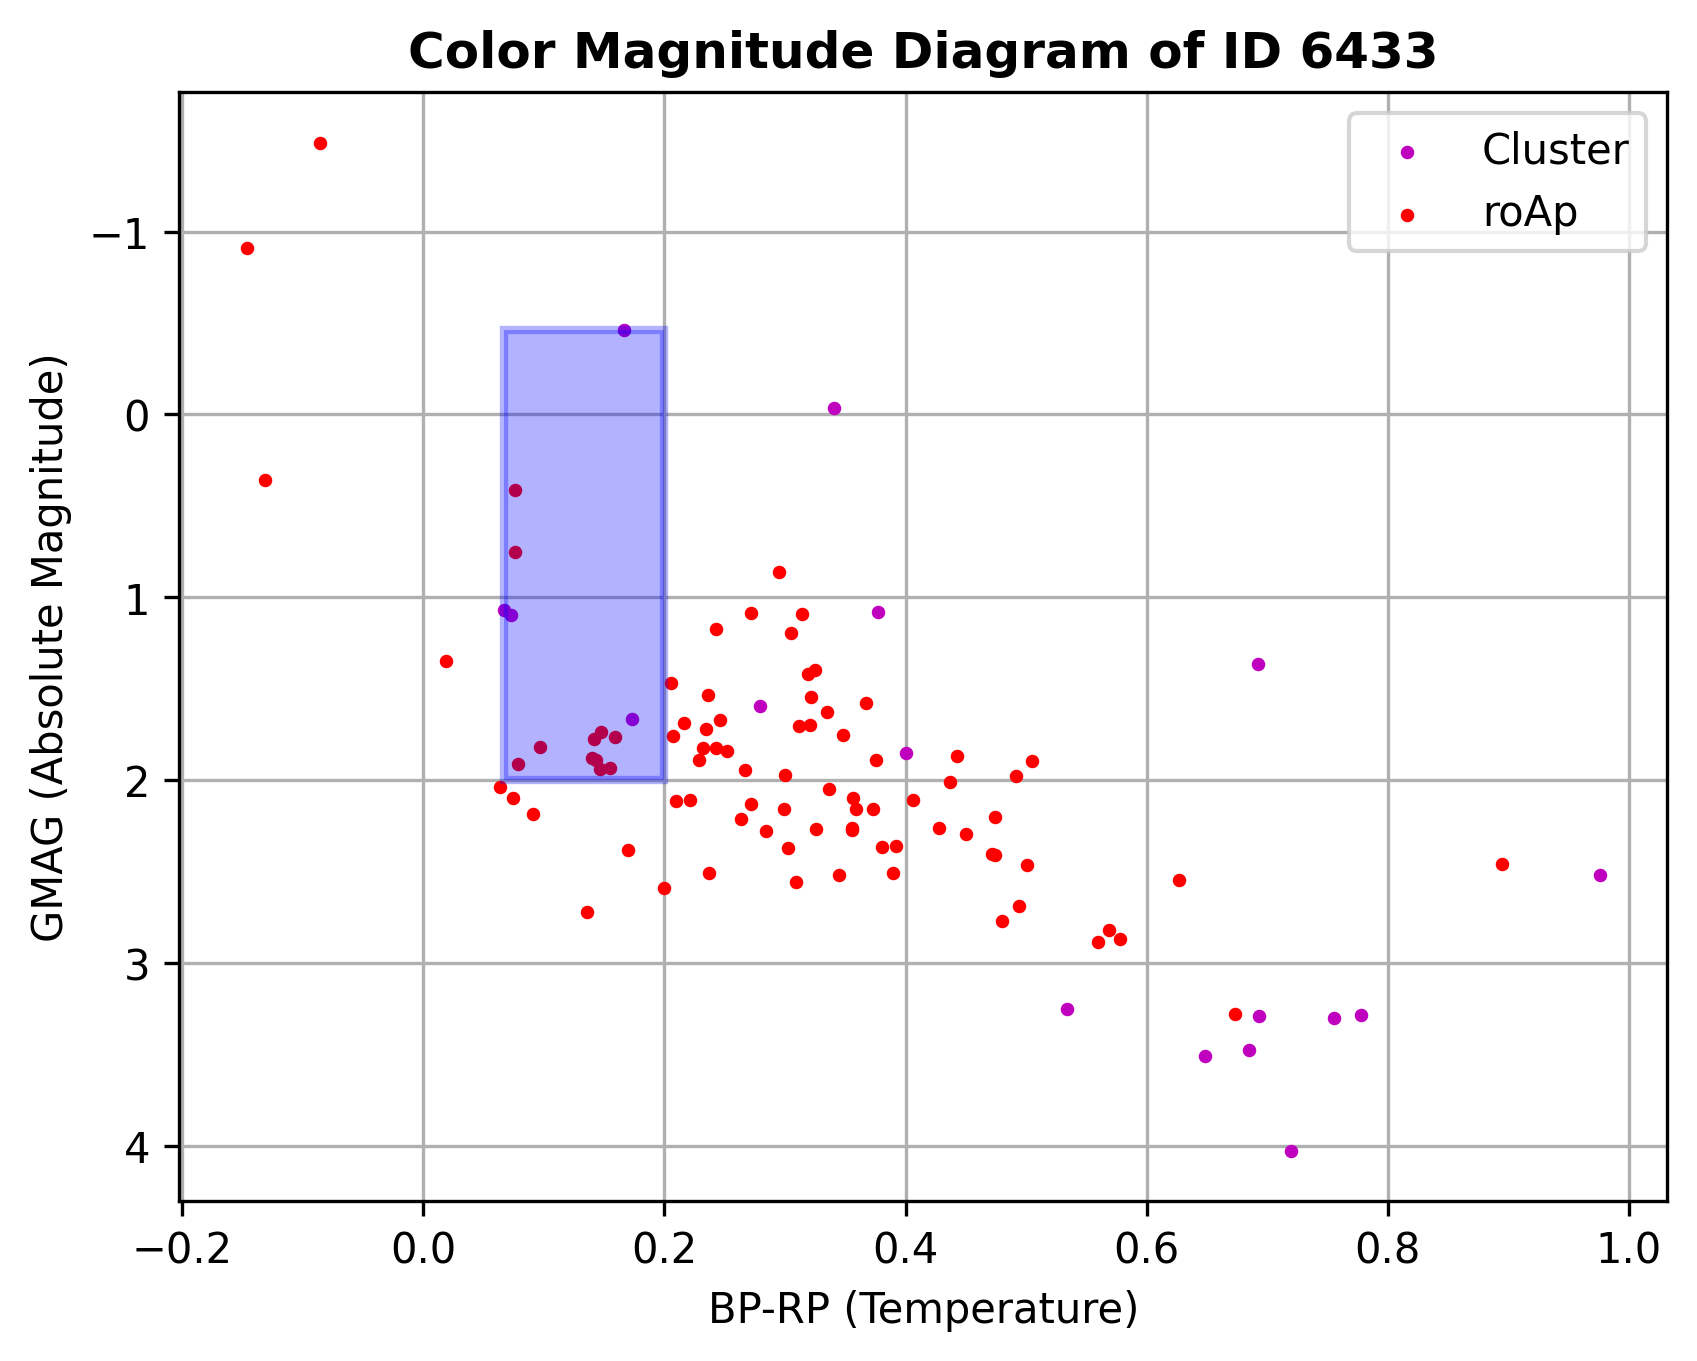 Color Magnitude Diagram of ID 6433
Cluster
roAp
GMAG (Absolute Magnitude)
−1
0
1
2
3
4
−0.2 0.0 0.2 0.4 0.6 0.8 1.0
BP-RP (Temperature)